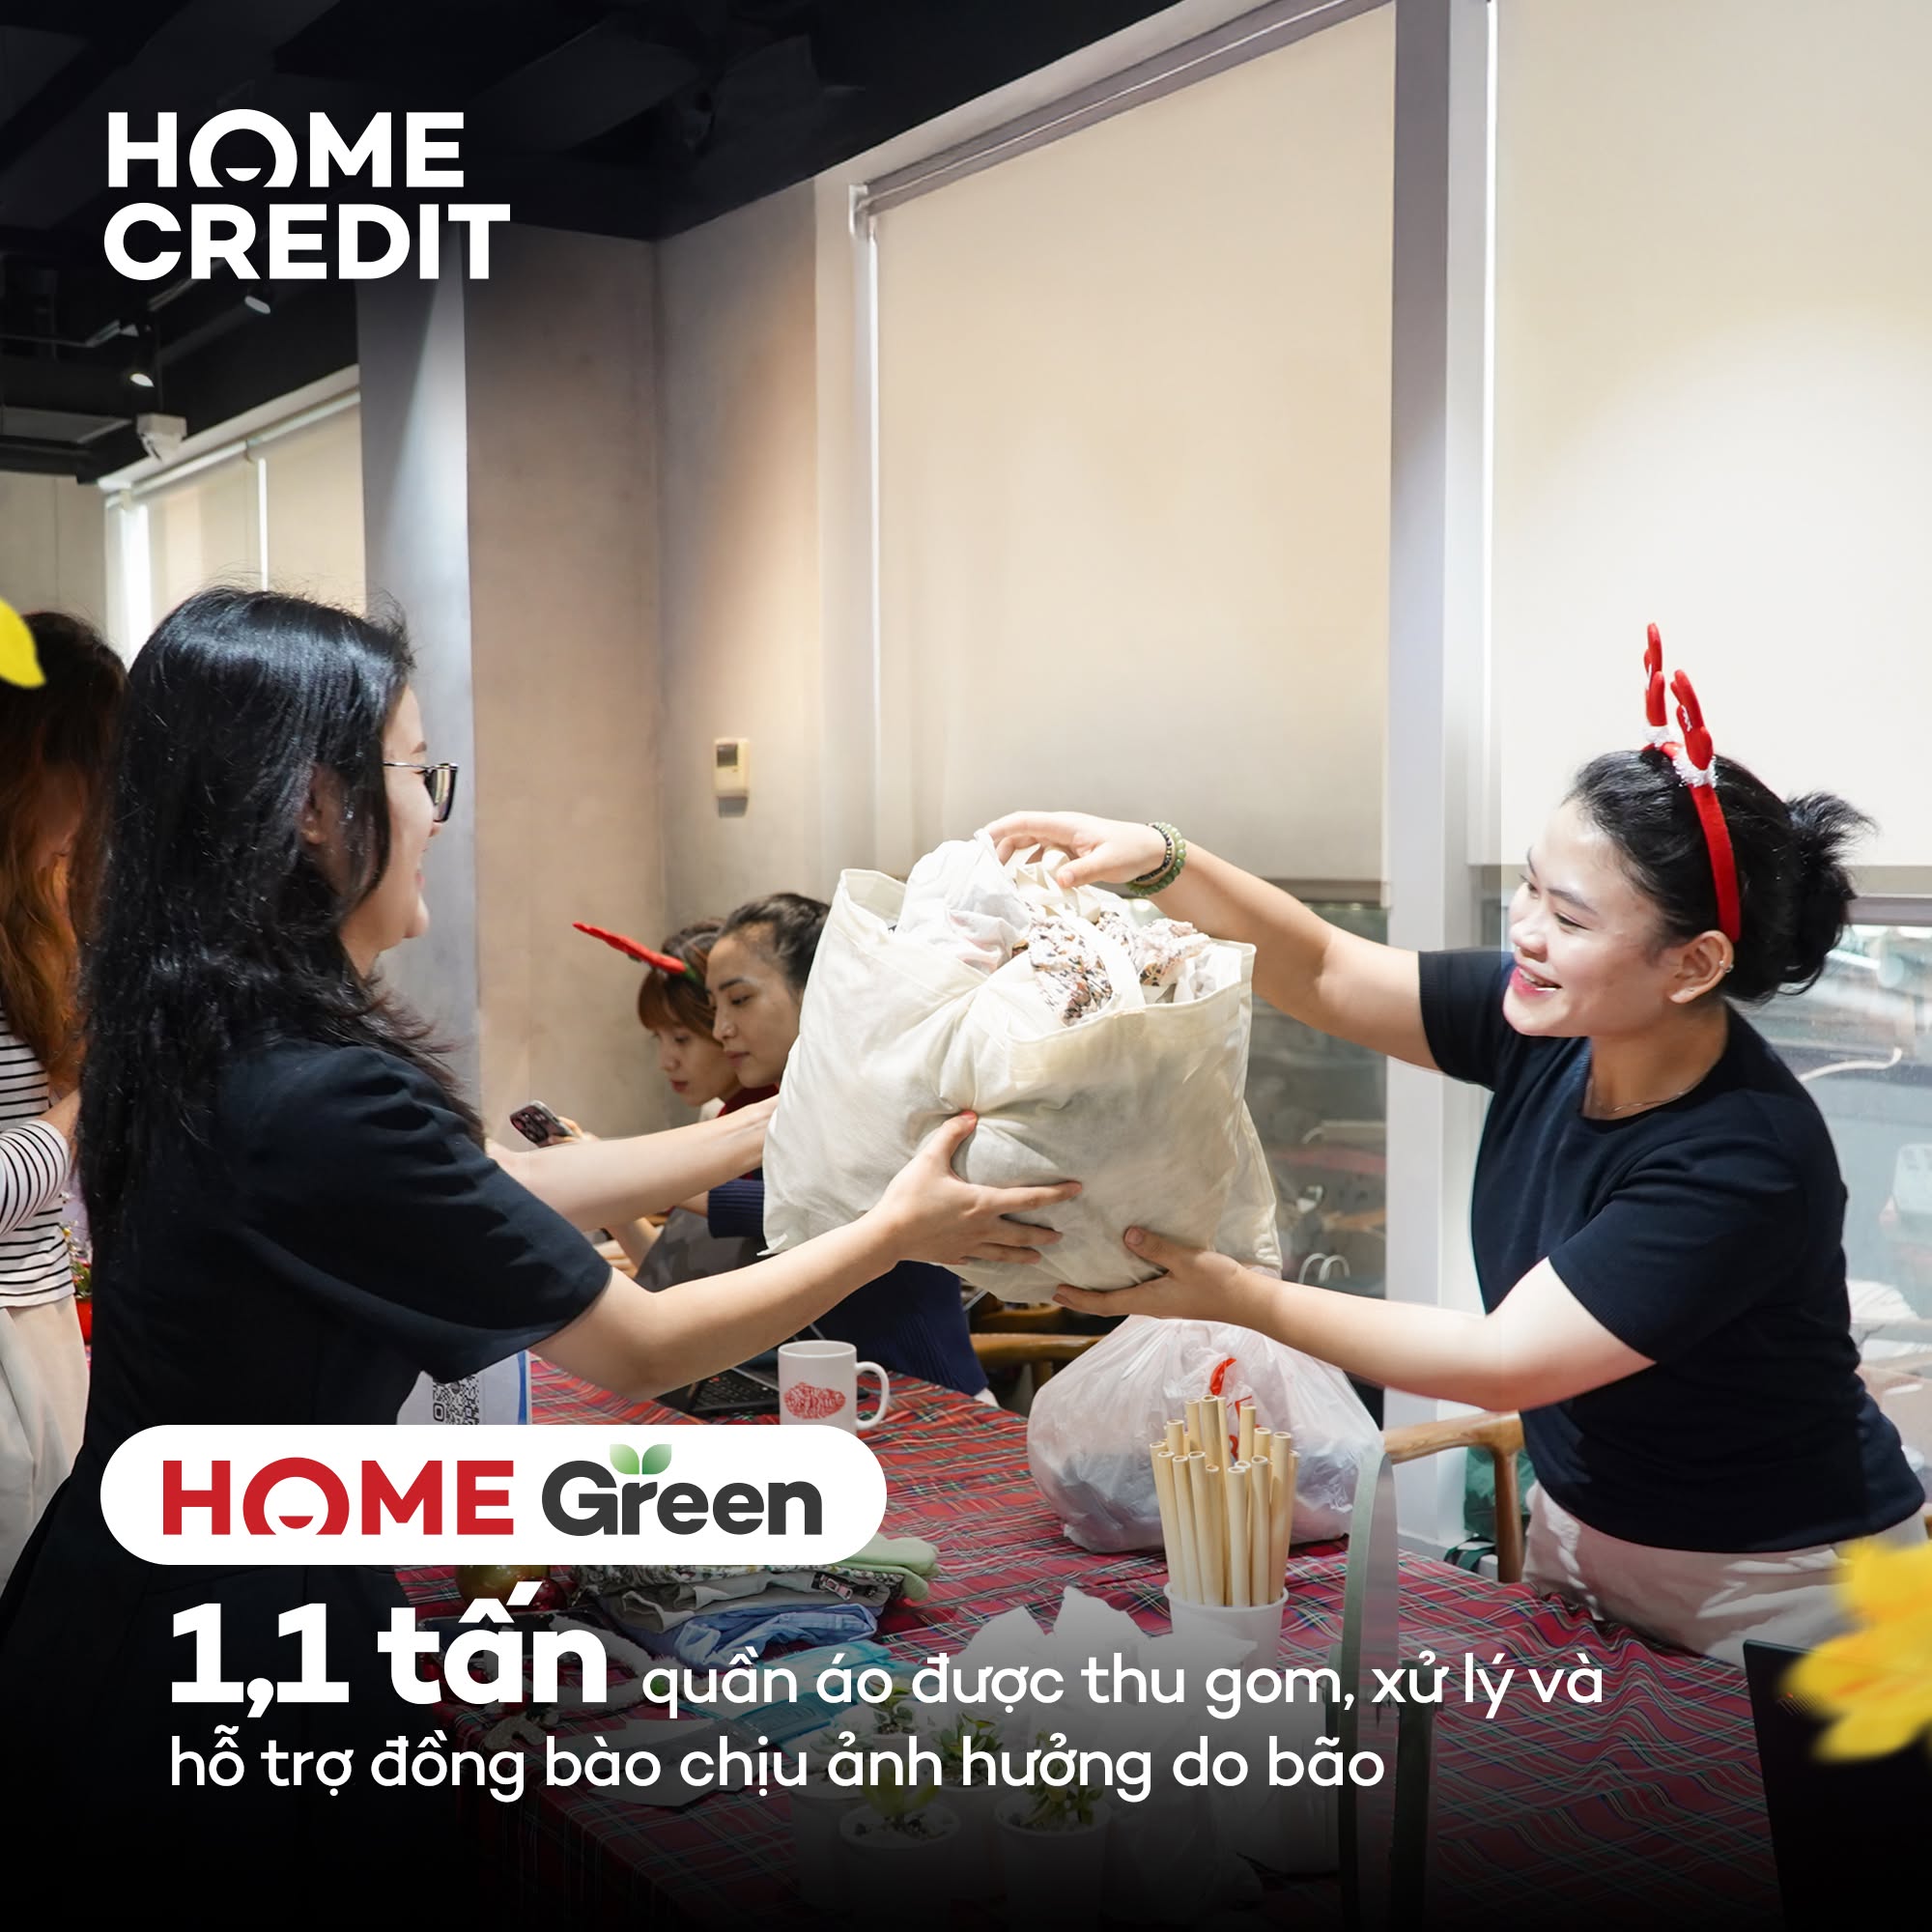 HOME
CREDIT
HOME Green
1,1 tấn quần áo được thu gom, xử lý và
hỗ trợ đồng bào chịu ảnh hưởng do bão